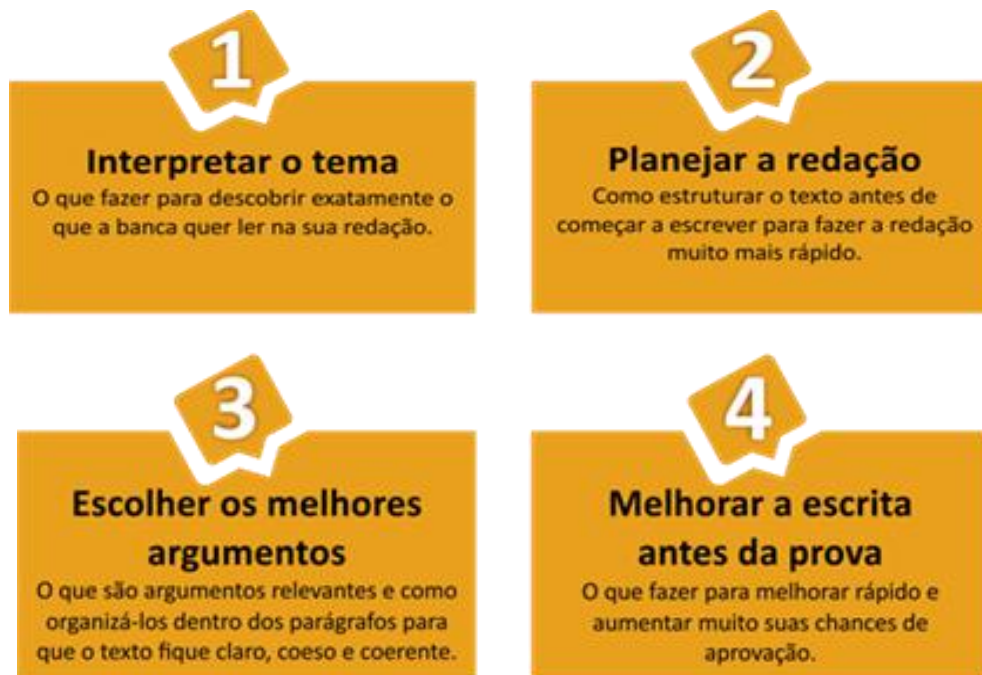 1
Interpretar o tema
O que fazer para descobrir exatamente o
que a banca quer ler na sua redação.
2
Planejar a redação
Como estruturar o texto antes de
começar a escrever para fazer a redação
muito mais rápido.
3
Escolher os melhores
argumentos
O que são argumentos relevantes e como
organizá-los dentro dos parágrafos para
que o texto fique claro, coeso e coerente.
4
Melhorar a escrita
antes da prova
O que fazer para melhorar rápido e
aumentar muito suas chances de
aprovação.